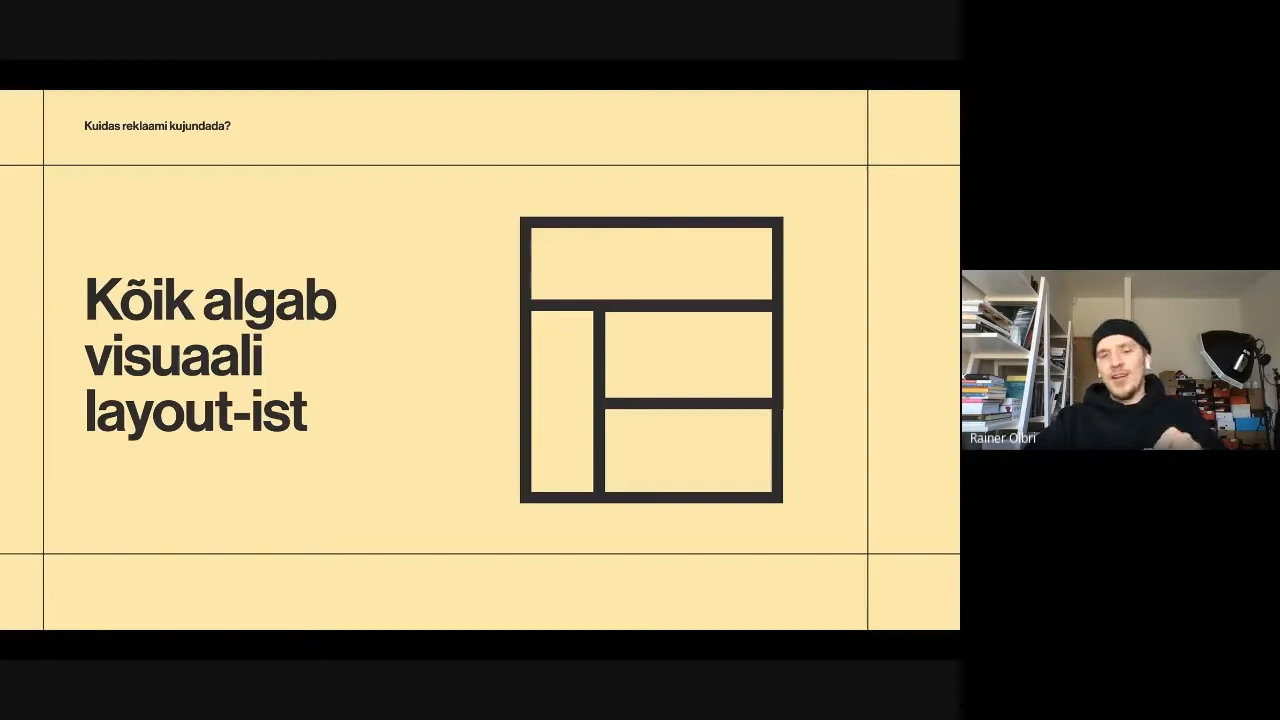 Kuidas reklaami kujundada?
Kõik algab
visuaali
layout-ist
Rainer Olbri